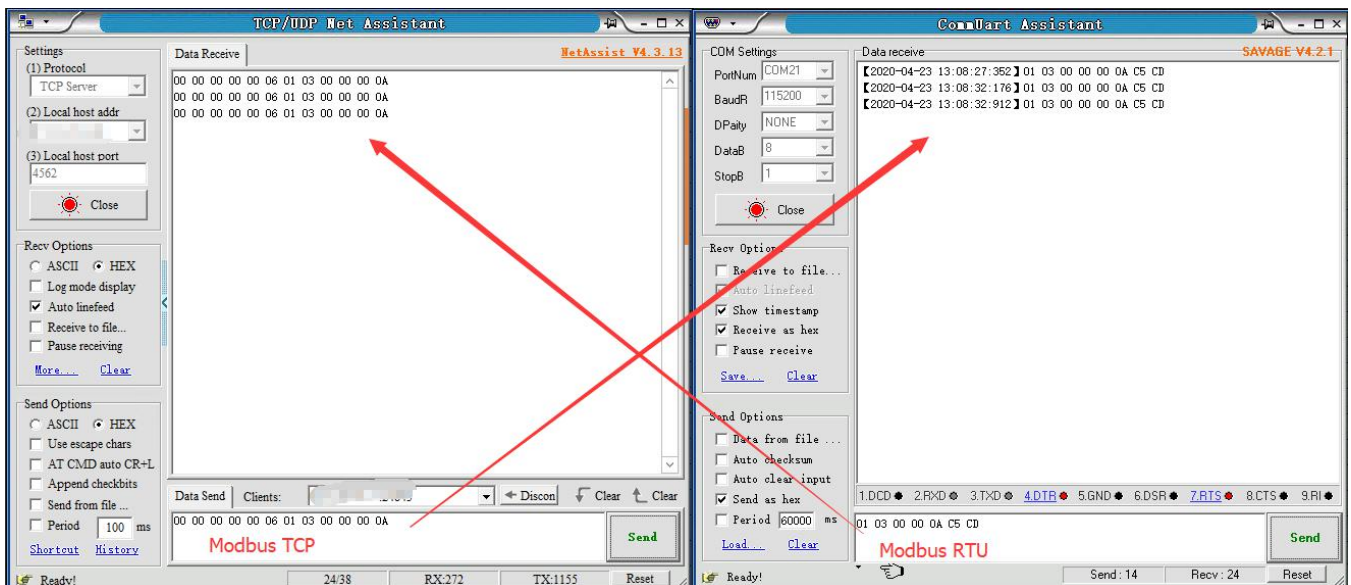 TCP/UDP Net Assistant
Settings
(1) Protocol
TCP Server
(2) Local host addr
(3) Local host port
4562
Close
Recv Options
ASCII HEX
Log mode display
Auto linefeed
Receive to file...
Pause receiving
More... Clear
Send Options
ASCII HEX
Use escape chars
AT CMD auto CR+L
Append checkbits
Send from file ...
Period 100 ms
Shortcut History
Data Receive
NetAssist V4.3.13
00 00 00 00 00 06 01 03 00 00 00 0A
00 00 00 00 00 06 01 03 00 00 00 0A
00 00 00 00 00 06 01 03 00 00 00 0A
Data Send Clients: Discon Clear Clear
00 00 00 00 00 06 01 03 00 00 00 0A
Modbus TCP
Send
Ready! 24/38 RX:272 TX:1155 Reset
CommUart Assistant
COM Settings
PortNum COM21
BaudR 115200
DPaity NONE
DataB 8
StopB 1
Close
Recv Options
Receive to file...
Auto linefeed
Show timestamp
Receive as hex
Pause receive
Save... Clear
Send Options
Data from file ...
Auto checksum
Auto clear input
Send as hex
Period 60000 ms
Load... Clear
Data receive
SAVAGE V4.2.1
【2020-04-23 13:08:27:352】01 03 00 00 00 0A C5 CD
【2020-04-23 13:08:32:176】01 03 00 00 00 0A C5 CD
【2020-04-23 13:08:32:912】01 03 00 00 00 0A C5 CD
1.DCD 2.RXD 3.TXD 4.DTR 5.GND 6.DSR 7.RTS 8.CTS 9.RI
01 03 00 00 0A C5 CD
Modbus RTU
Send
Ready! Send : 14 Recv : 24 Reset